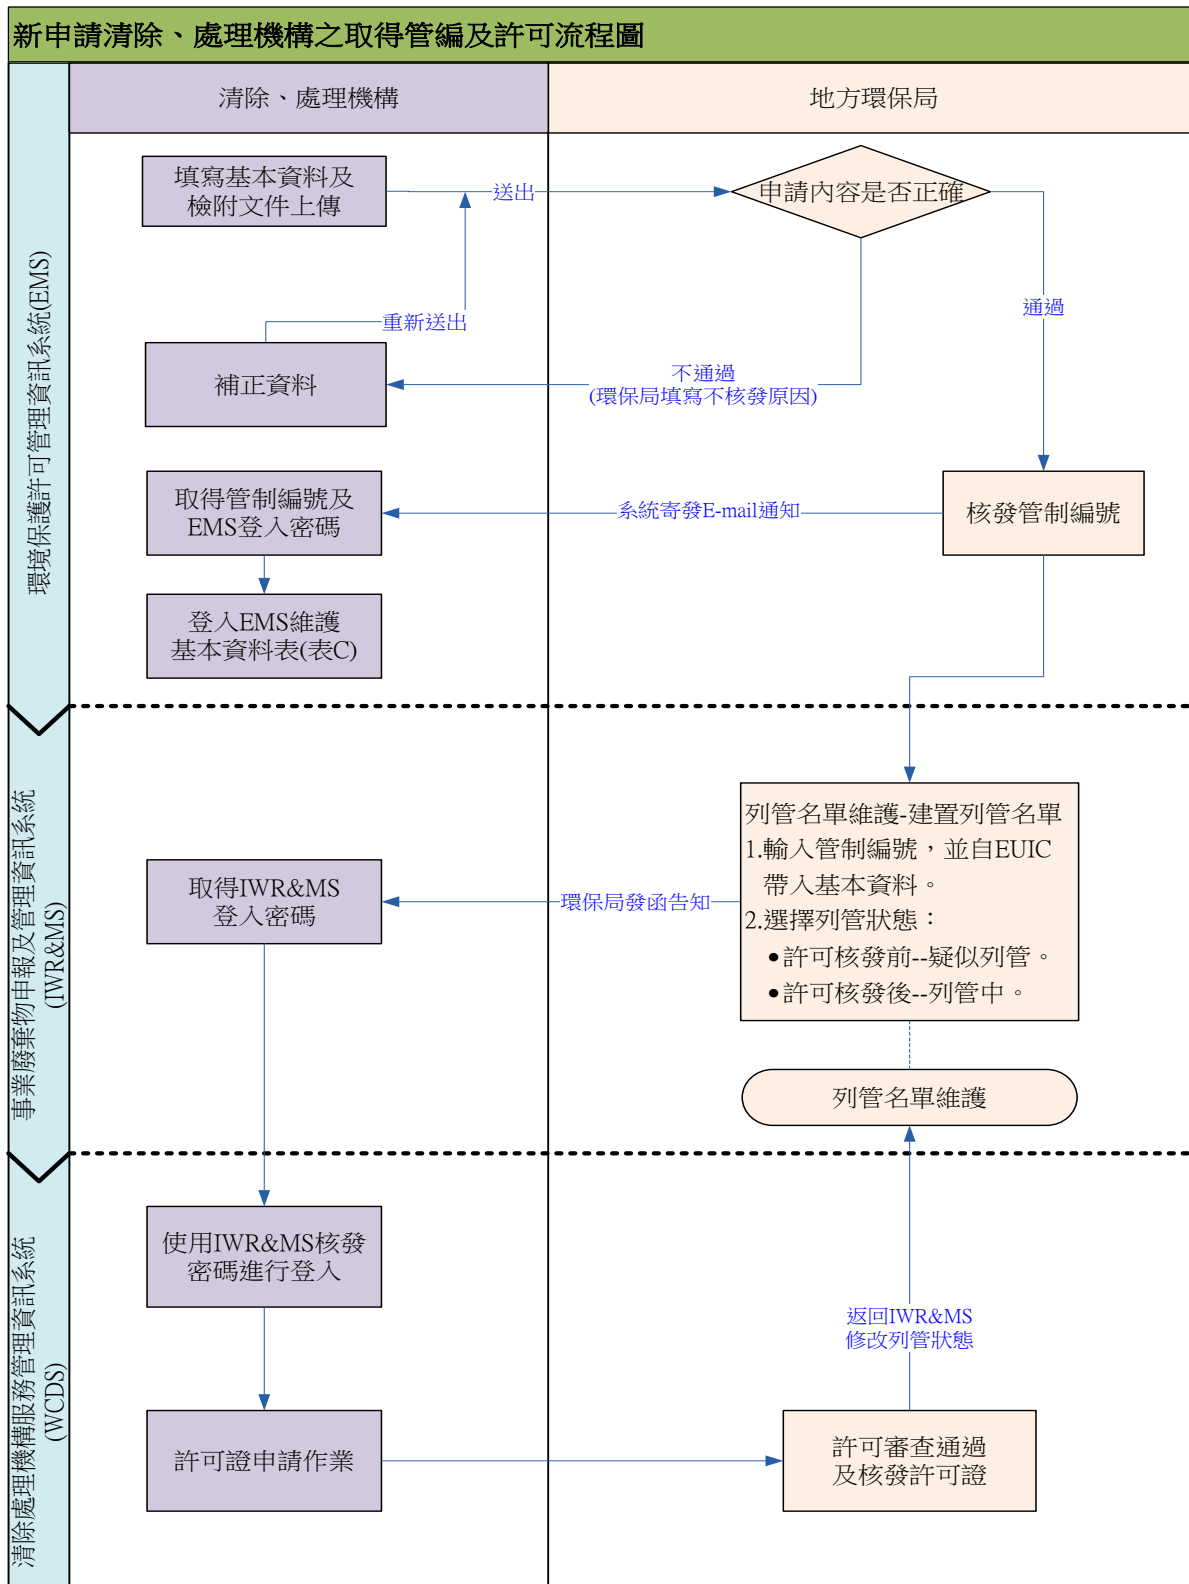 新申請清除、處理機構之取得管編及許可流程圖
清除、處理機構
地方環保局
環境保護許可管理資訊系統(EMS)
填寫基本資料及
檢附文件上傳
送出
申請內容是否正確
重新送出
通過
補正資料
不通過
(環保局填寫不核發原因)
取得管制編號及
EMS登入密碼
系統寄發E-mail通知
核發管制編號
登入EMS維護
基本資料表(表C)
事業廢棄物申報及管理資訊系統
(IWR&MS)
列管名單維護-建置列管名單
1.輸入管制編號，並自EUIC
帶入基本資料。
2.選擇列管狀態：
•許可核發前--疑似列管。
•許可核發後--列管中。
取得IWR&MS
登入密碼
環保局發函告知
列管名單維護
清除處理機構服務管理資訊系統
(WCDS)
使用IWR&MS核發
密碼進行登入
返回IWR&MS
修改列管狀態
許可證申請作業
許可審查通過
及核發許可證